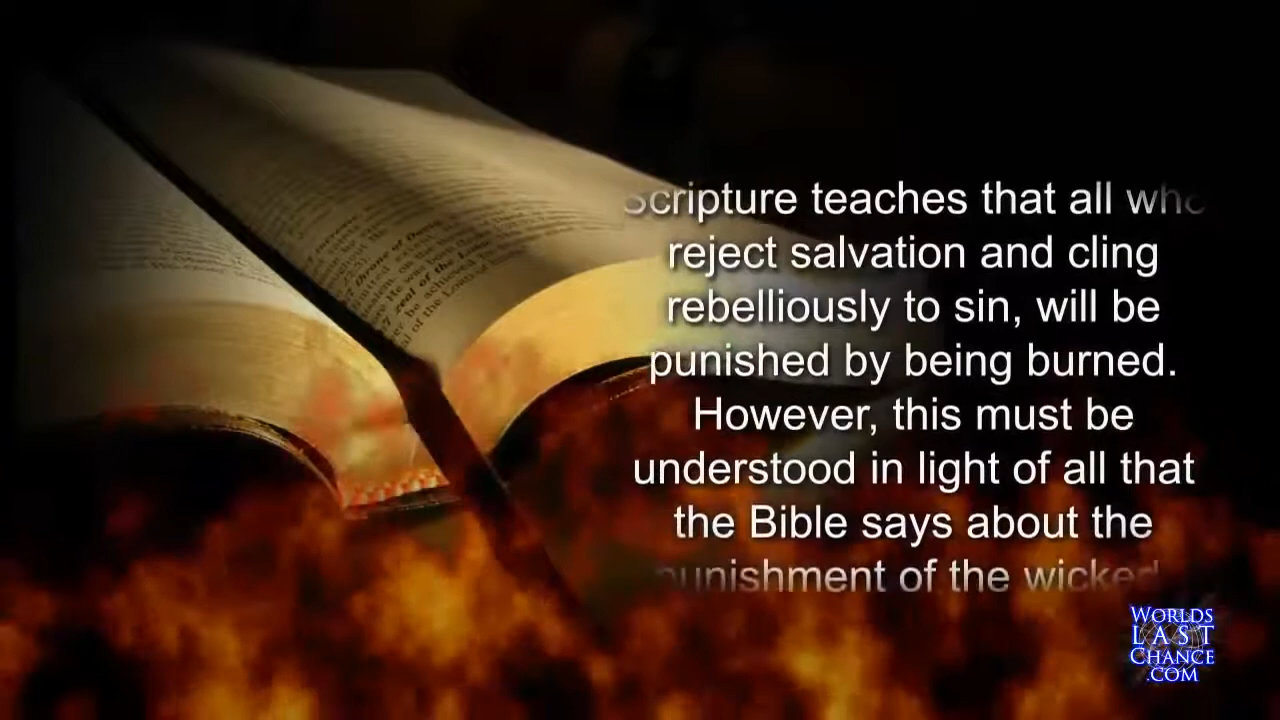 Scripture teaches that all who
reject salvation and cling
rebelliously to sin, will be
punished by being burned.
However, this must be
understood in light of all that
the Bible says about the
punishment of the wicked
WORLDS
LAST
CHANCE
.COM